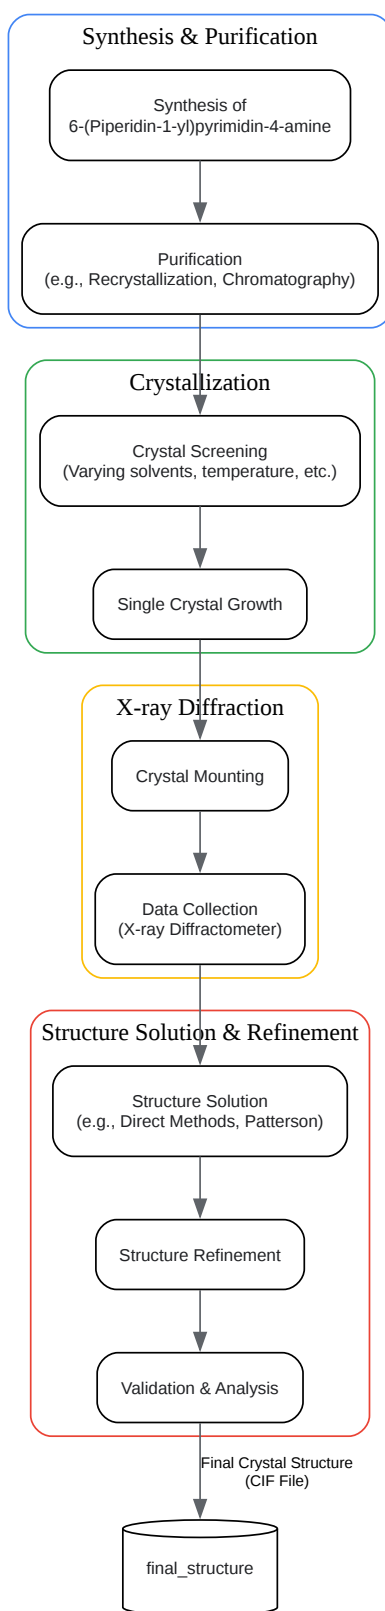 Synthesis & Purification
Synthesis of
6-(Piperidin-1-yl)pyrimidin-4-amine
Purification
(e.g., Recrystallization, Chromatography)
Crystallization
Crystal Screening
(Varying solvents, temperature, etc.)
Single Crystal Growth
X-ray Diffraction
Crystal Mounting
Data Collection
(X-ray Diffractometer)
Structure Solution & Refinement
Structure Solution
(e.g., Direct Methods, Patterson)
Structure Refinement
Validation & Analysis
Final Crystal Structure
(CIF File)
final_structure